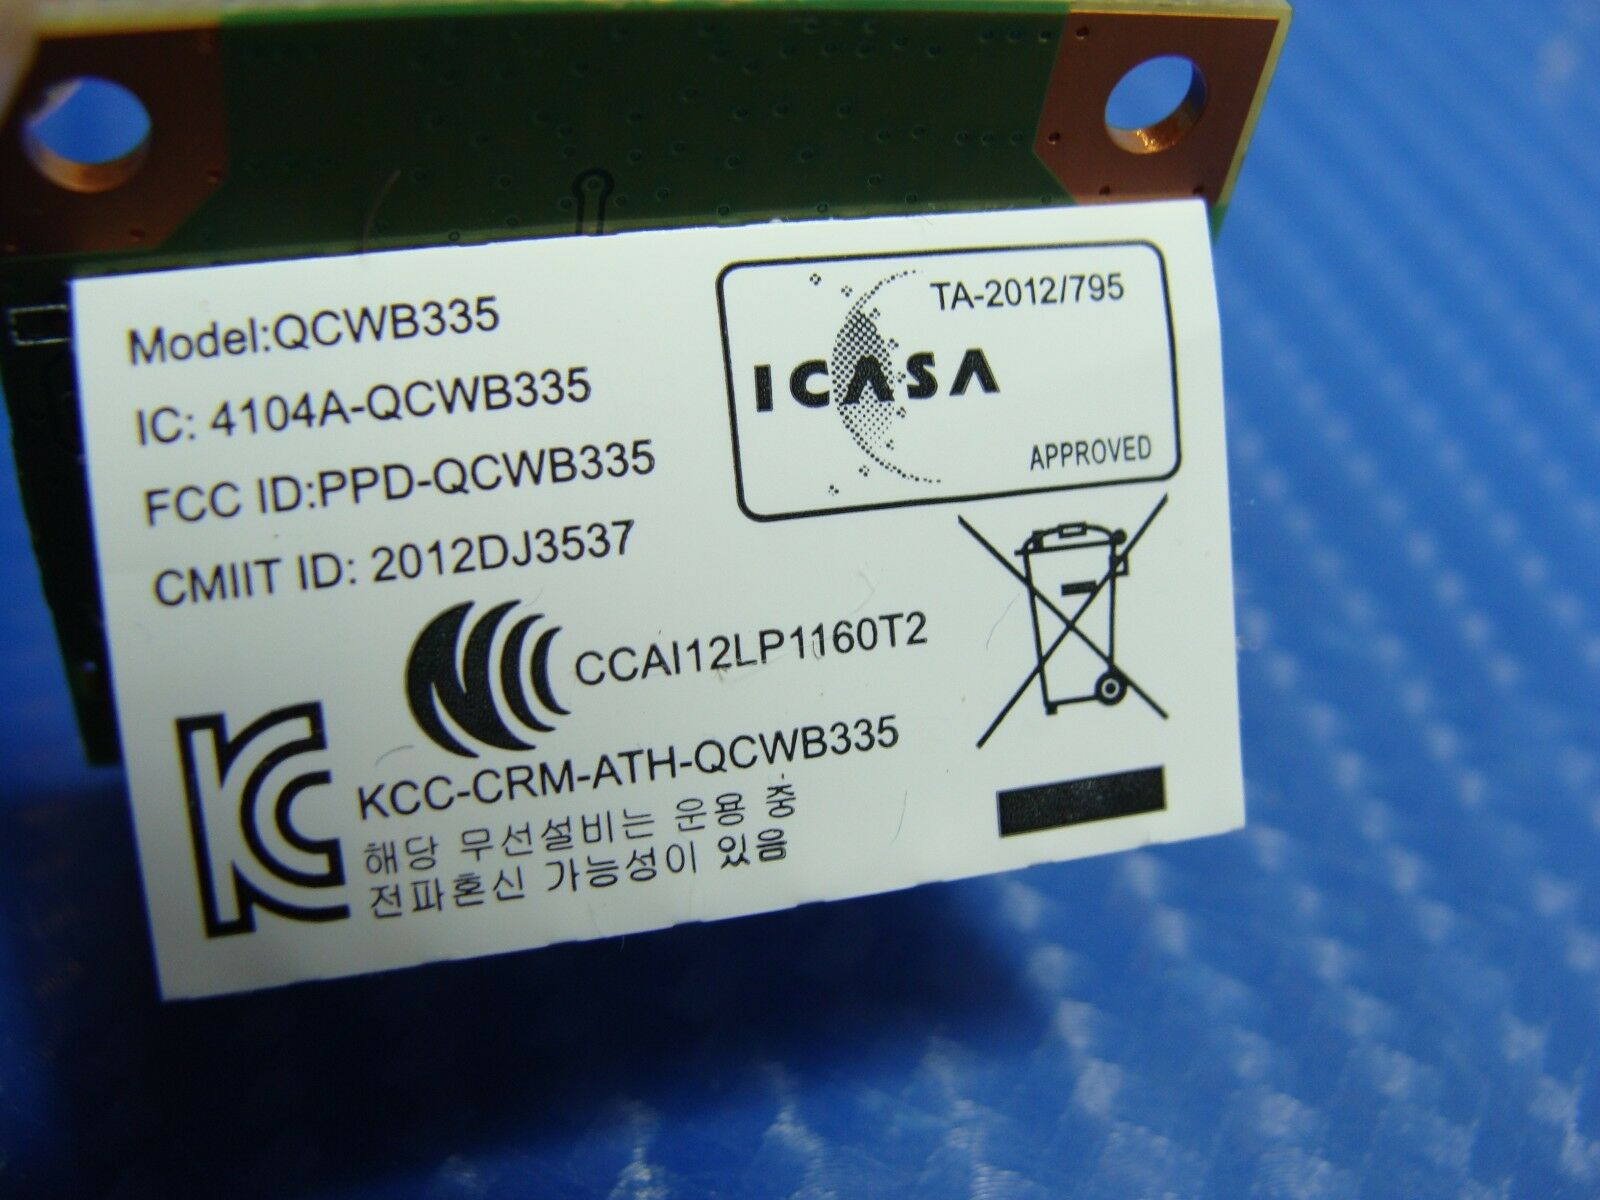 Model:QCWB335
IC: 4104A-QCWB335
FCC ID:PPD-QCWB335
CMIIT ID: 2012DJ3537
TA-2012/795
ICASA
APPROVED
CCAI12LP1160T2
KCC-CRM-ATH-QCWB335
해당 무선설비는 운용 중
전파혼신 가능성이 있음